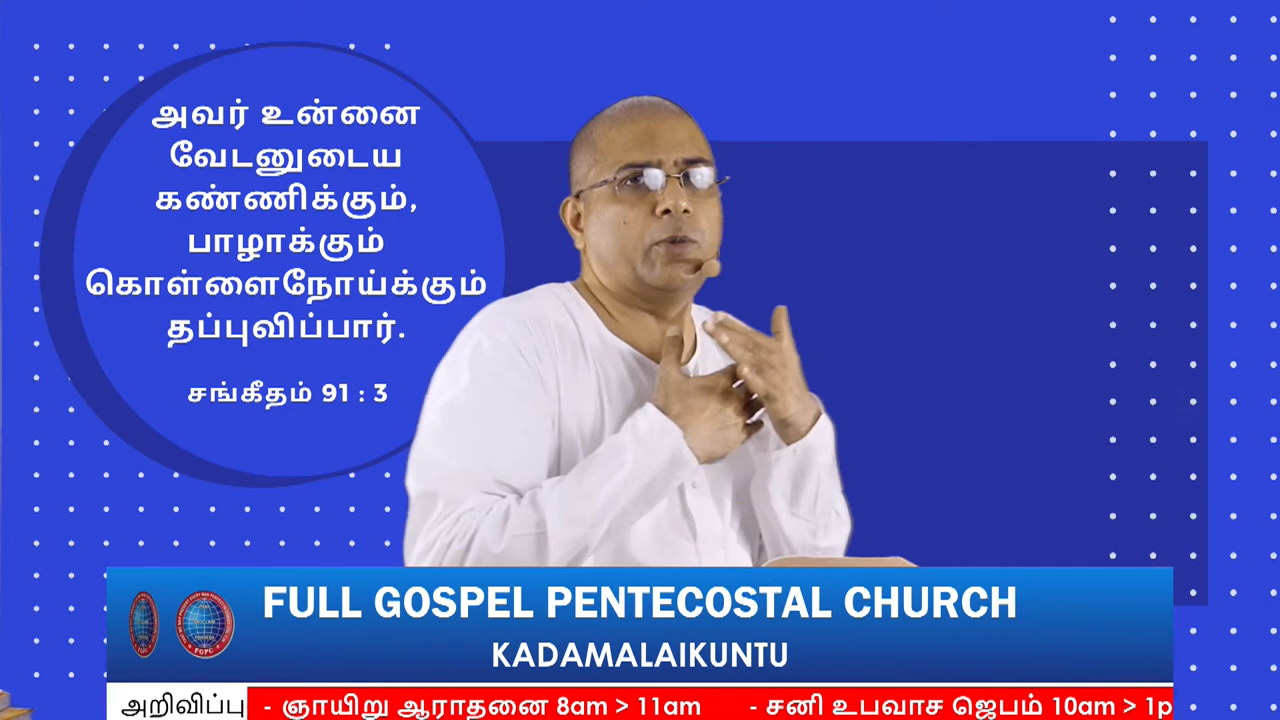 அவர் உன்னை
வேடனுடைய
கண்ணிக்கும்,
பாழாக்கும்
கொள்ளைநோய்க்கும்
தப்புவிப்பார்.
சங்கீதம் 91 : 3
FULL GOSPEL PENTECOSTAL CHURCH
KADAMALAIKUNTU
FGPC
அறிவிப்பு - ஞாயிறு ஆராதனை 8am > 11am - சனி உபவாச ஜெபம் 10am > 1p